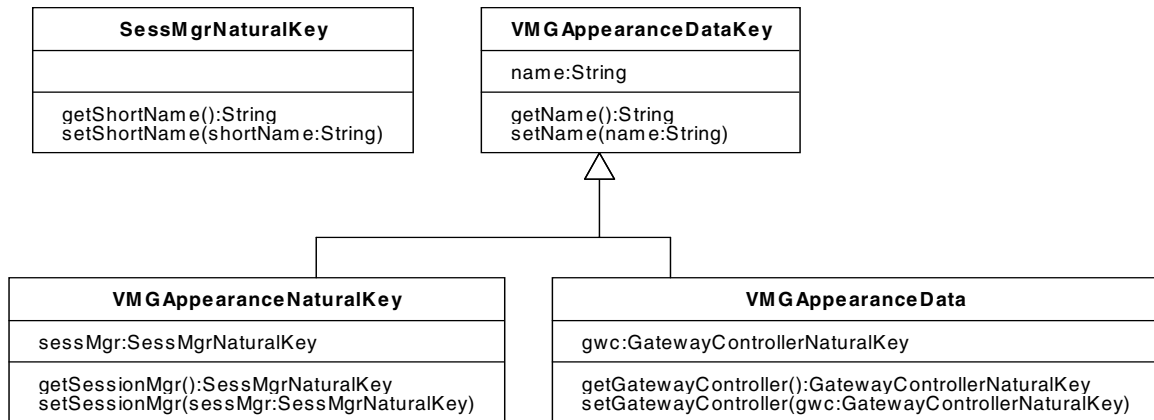 SessMgrNaturalKey
getShortName():String
setShortName(shortName:String)
VMGAppearanceDataKey
name:String
getName():String
setName(name:String)
VMGAppearanceNaturalKey
sessMgr:SessMgrNaturalKey
getSessionMgr():SessMgrNaturalKey
setSessionMgr(sessMgr:SessMgrNaturalKey)
VMGAppearanceData
gwc:GatewayControllerNaturalKey
getGatewayController():GatewayControllerNaturalKey
setGatewayController(gwc:GatewayControllerNaturalKey)